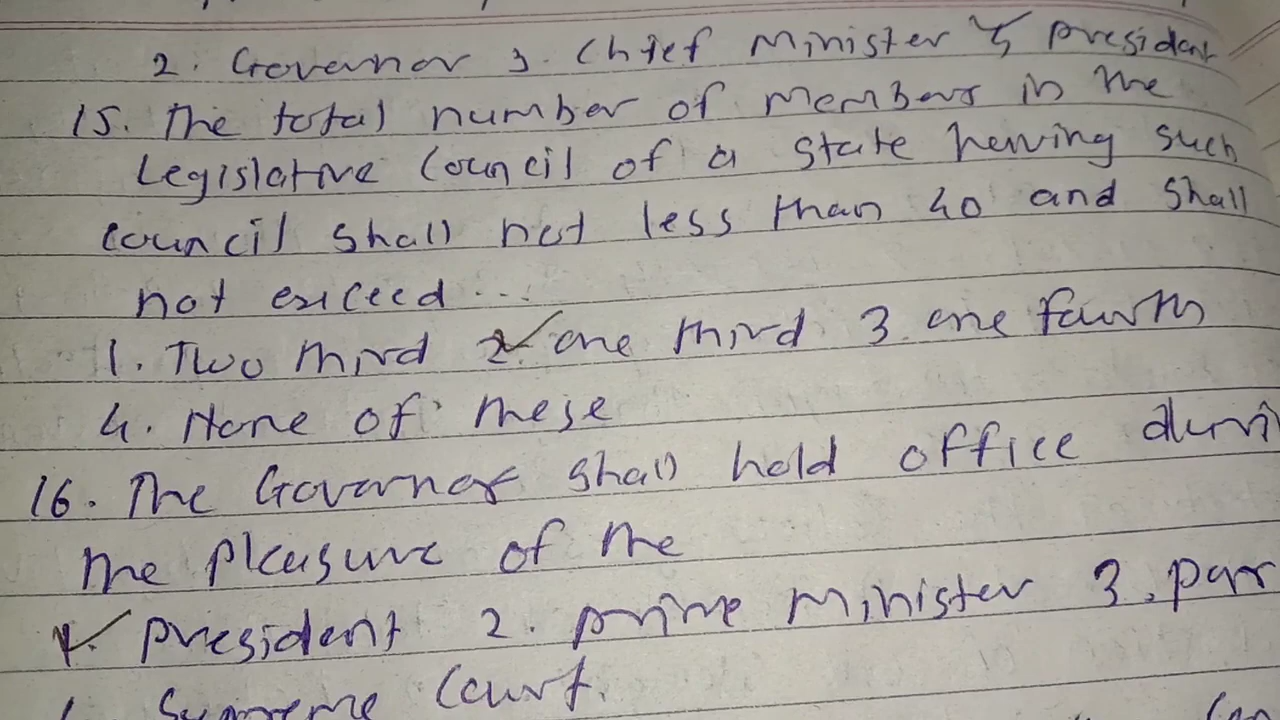 2. Governor 3. Chief Minister 4. president
15. The total number of members in the
Legislative Council of a state having such
council shall not less than 40 and shall
not exceed...
1. Two third 2. one third 3. one fourth
4. None of these
16. The Governor shall hold office duri
the pleasure of the
1. president 2. prime Minister 3. par
Supreme Court.